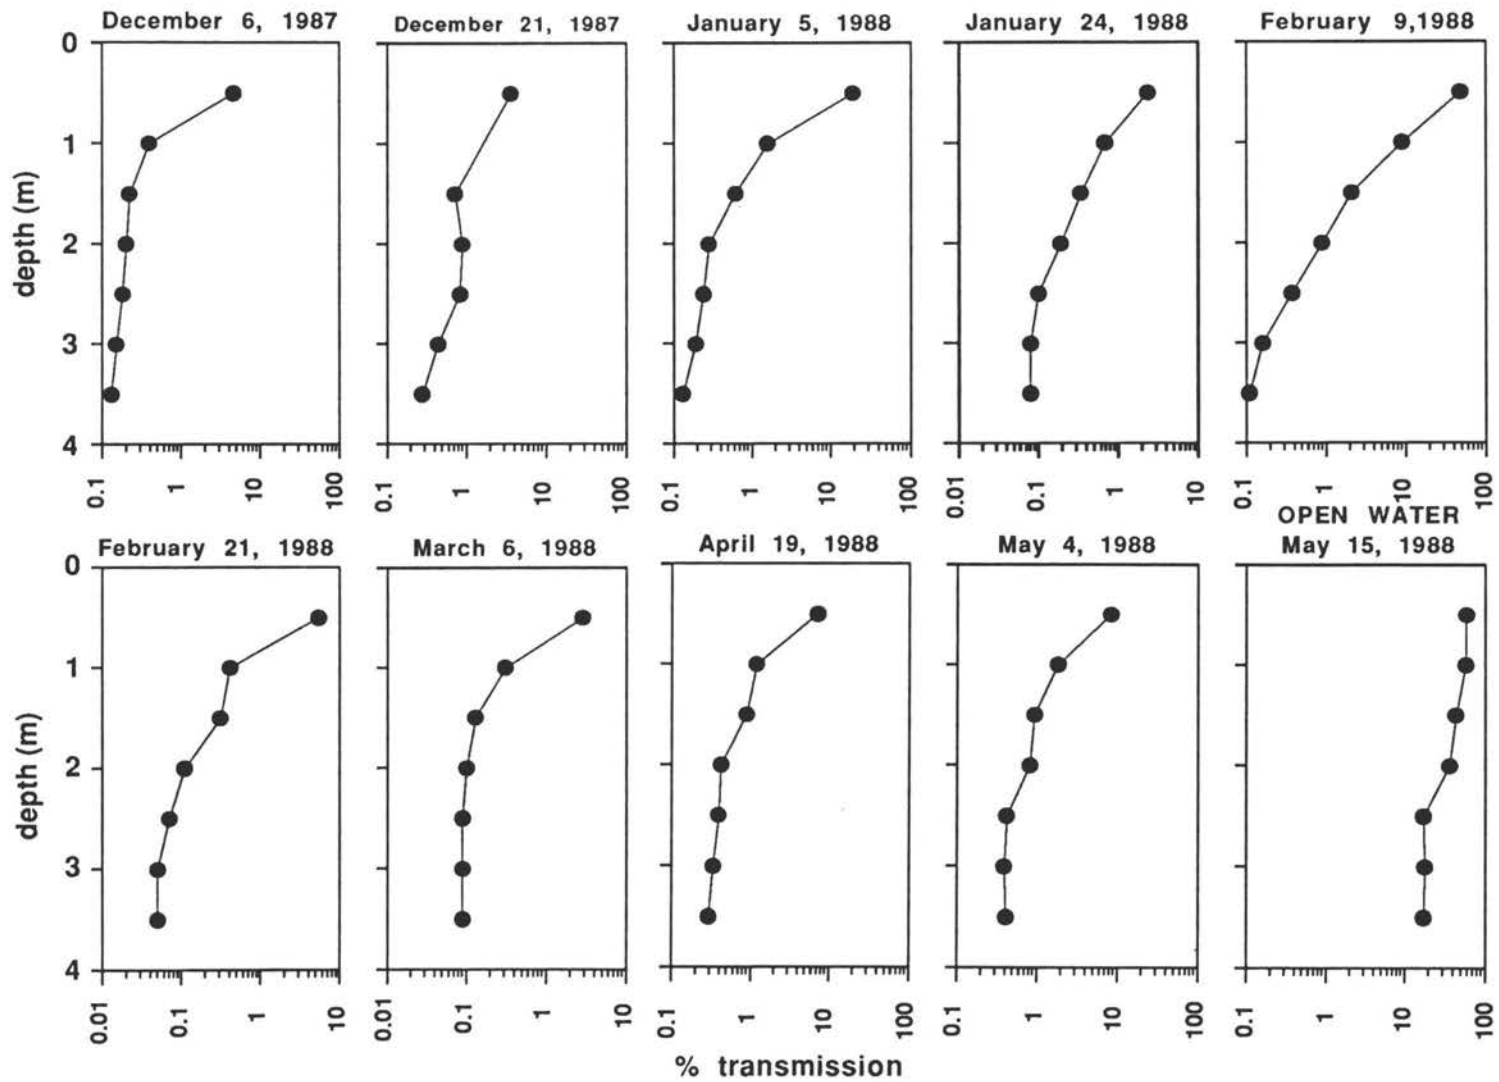 December 6, 1987
December 21, 1987
January 5, 1988
January 24, 1988
February 9,1988
0
1
2
3
4
depth (m)
0.1 1 10 100
0.1 1 10 100
0.1 1 10 100
0.01 0.1 1 10
0.1 1 10 100
February 21, 1988
March 6, 1988
April 19, 1988
May 4, 1988
OPEN WATER
May 15, 1988
0
1
2
3
4
depth (m)
0.01 0.1 1 10
0.01 0.1 1 10
0.1 1 10 100
0.1 1 10 100
0.1 1 10 100
% transmission